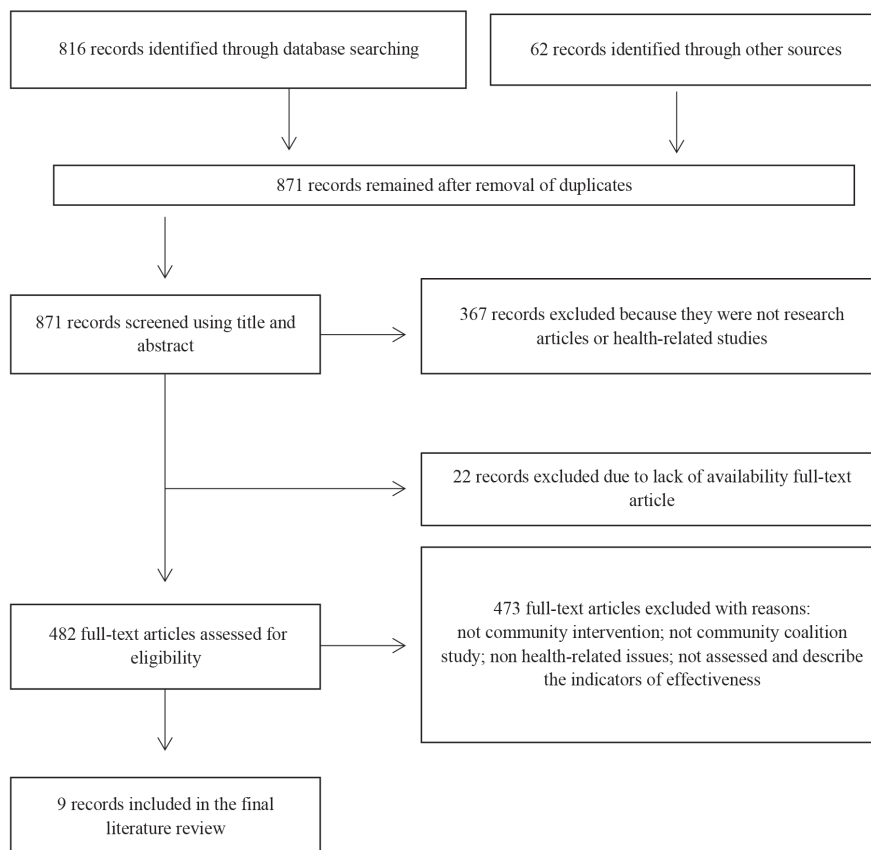 816 records identified through database searching
62 records identified through other sources
871 records remained after removal of duplicates
871 records screened using title and
abstract
367 records excluded because they were not research
articles or health-related studies
22 records excluded due to lack of availability full-text
article
482 full-text articles assessed for
eligibility
473 full-text articles excluded with reasons:
not community intervention; not community coalition
study; non health-related issues; not assessed and describe
the indicators of effectiveness
9 records included in the final
literature review